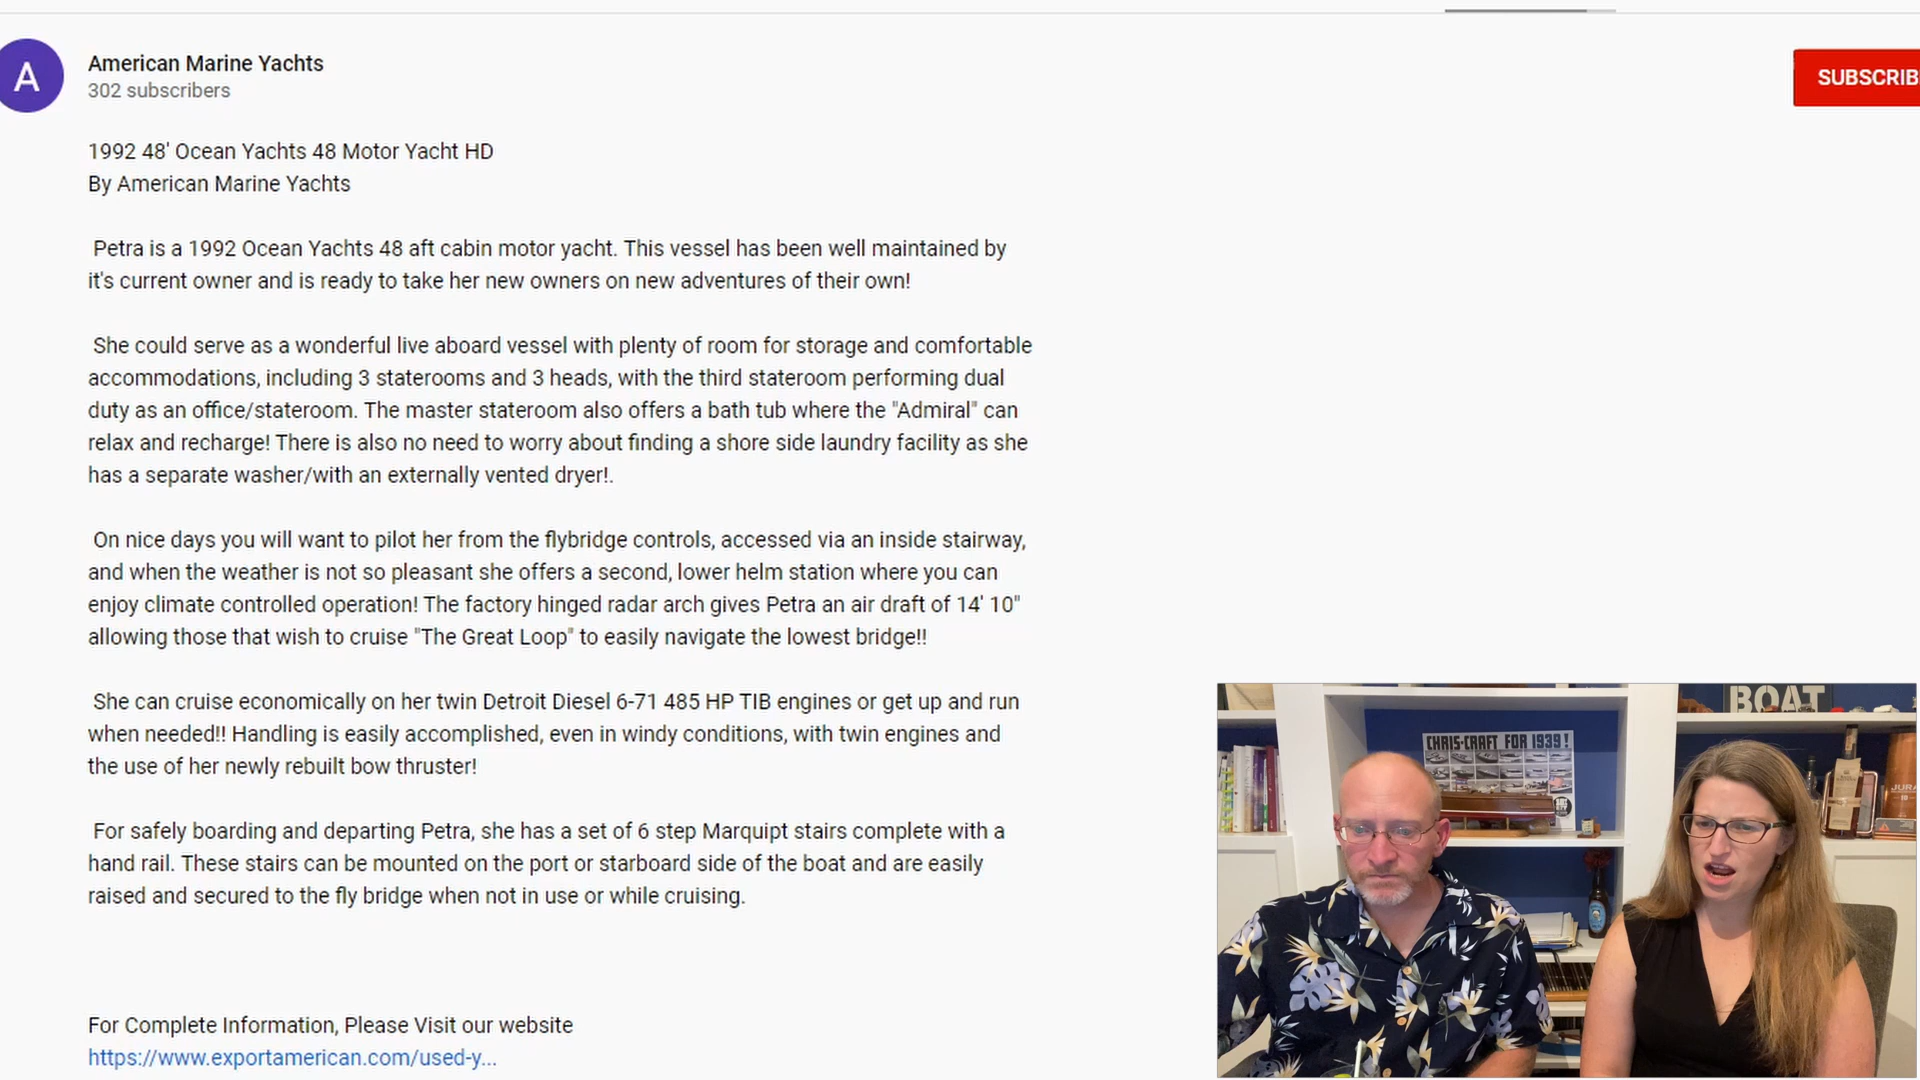 A
American Marine Yachts
302 subscribers
SUBSCRIB
1992 48' Ocean Yachts 48 Motor Yacht HD
By American Marine Yachts
Petra is a 1992 Ocean Yachts 48 aft cabin motor yacht. This vessel has been well maintained by
it's current owner and is ready to take her new owners on new adventures of their own!
She could serve as a wonderful live aboard vessel with plenty of room for storage and comfortable
accommodations, including 3 staterooms and 3 heads, with the third stateroom performing dual
duty as an office/stateroom. The master stateroom also offers a bath tub where the "Admiral" can
relax and recharge! There is also no need to worry about finding a shore side laundry facility as she
has a separate washer/with an externally vented dryer!.
On nice days you will want to pilot her from the flybridge controls, accessed via an inside stairway,
and when the weather is not so pleasant she offers a second, lower helm station where you can
enjoy climate controlled operation! The factory hinged radar arch gives Petra an air draft of 14' 10"
allowing those that wish to cruise "The Great Loop" to easily navigate the lowest bridge!!
She can cruise economically on her twin Detroit Diesel 6-71 485 HP TIB engines or get up and run
when needed!! Handling is easily accomplished, even in windy conditions, with twin engines and
the use of her newly rebuilt bow thruster!
For safely boarding and departing Petra, she has a set of 6 step Marquipt stairs complete with a
hand rail. These stairs can be mounted on the port or starboard side of the boat and are easily
raised and secured to the fly bridge when not in use or while cruising.
For Complete Information, Please Visit our website
https://www.exportamerican.com/used-y...
BOAT
CHRIS-CRAFT FOR 1939!
JURA